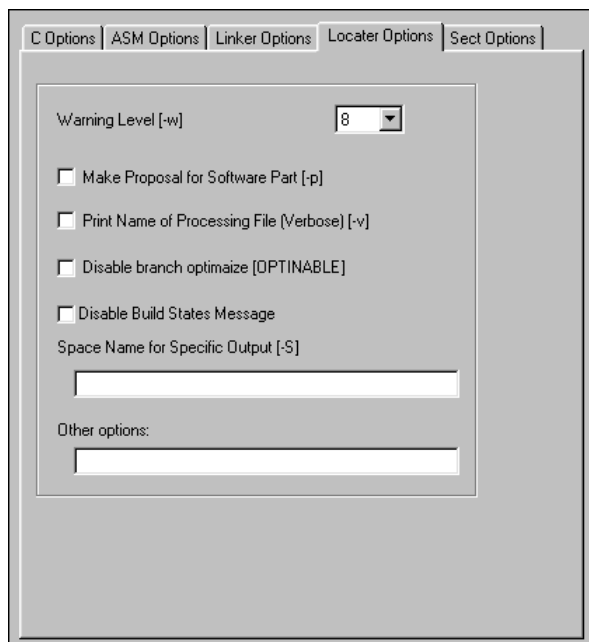 C Options ASM Options Linker Options Locater Options Sect Options
Warning Level [-w] 8
Make Proposal for Software Part [-p]
Print Name of Processing File (Verbose) [-v]
Disable branch optimaize [OPTINABLE]
Disable Build States Message
Space Name for Specific Output [-S]
Other options: